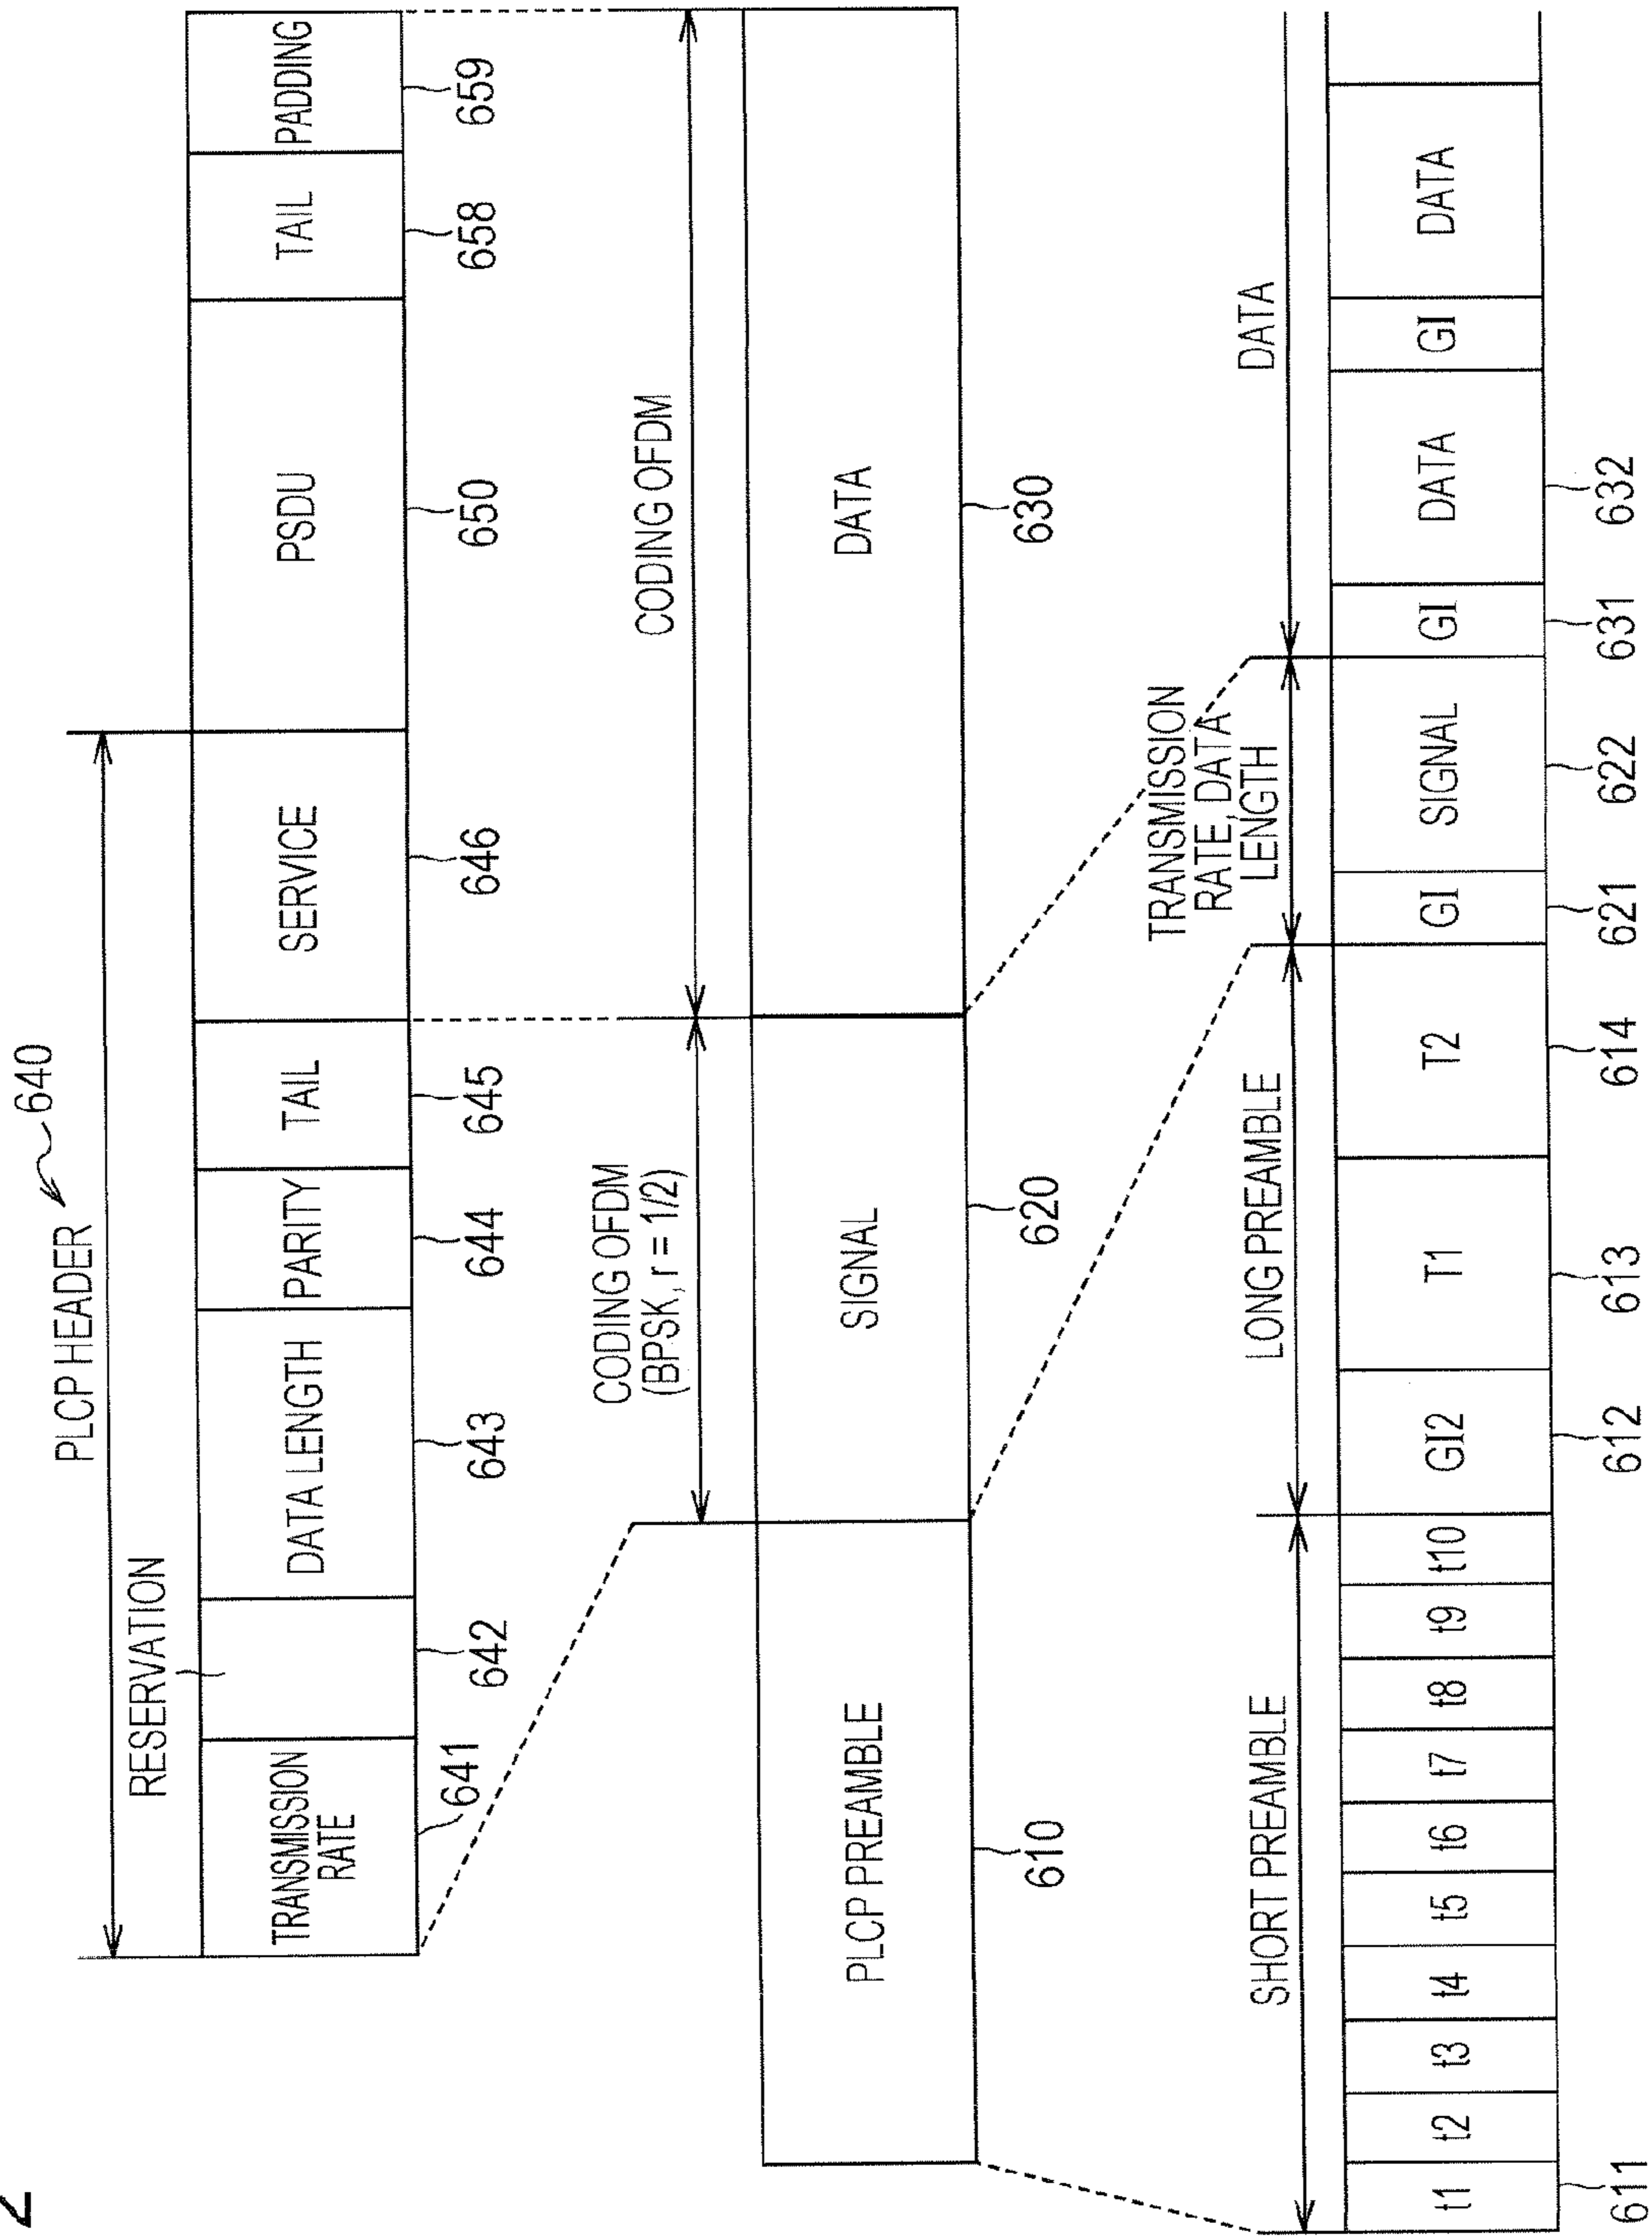 2
PLCP HEADER 640
RESERVATION
TRANSMISSION
RATE
DATA LENGTH
PARITY
TAIL
SERVICE
PSDU
TAIL
PADDING
641
642
643
644
645
646
650
658
659
CODING OFDM
(BPSK, r = 1/2)
CODING OFDM
PLCP PREAMBLE
SIGNAL
DATA
610
620
630
SHORT PREAMBLE
LONG PREAMBLE
TRANSMISSION
RATE, DATA
LENGTH
DATA
t1
t2
t3
t4
t5
t6
t7
t8
t9
t10
GI2
T1
T2
GI
SIGNAL
GI
DATA
GI
DATA
611
612
613
614
621
622
631
632